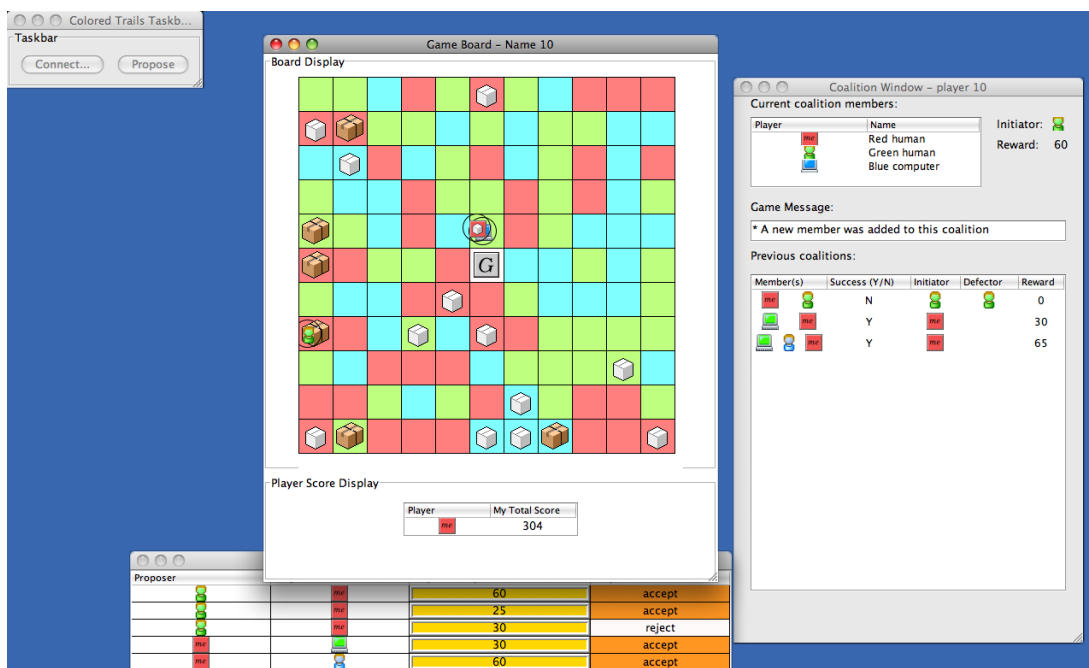 Colored Trails Taskb...
Taskbar
Connect...
Propose
Game Board - Name 10
Board Display
G
Player Score Display
Player My Total Score
me 304
Coalition Window - player 10
Current coalition members:
Player Name
me Red human
Green human
Blue computer
Initiator:
Reward: 60
Game Message:
* A new member was added to this coalition
Previous coalitions:
Member(s) Success (Y/N) Initiator Defector Reward
me N 0
me Y me 30
me Y me 65
Proposer
me 60 accept
me 25 accept
me 30 reject
me 30 accept
me 60 accept